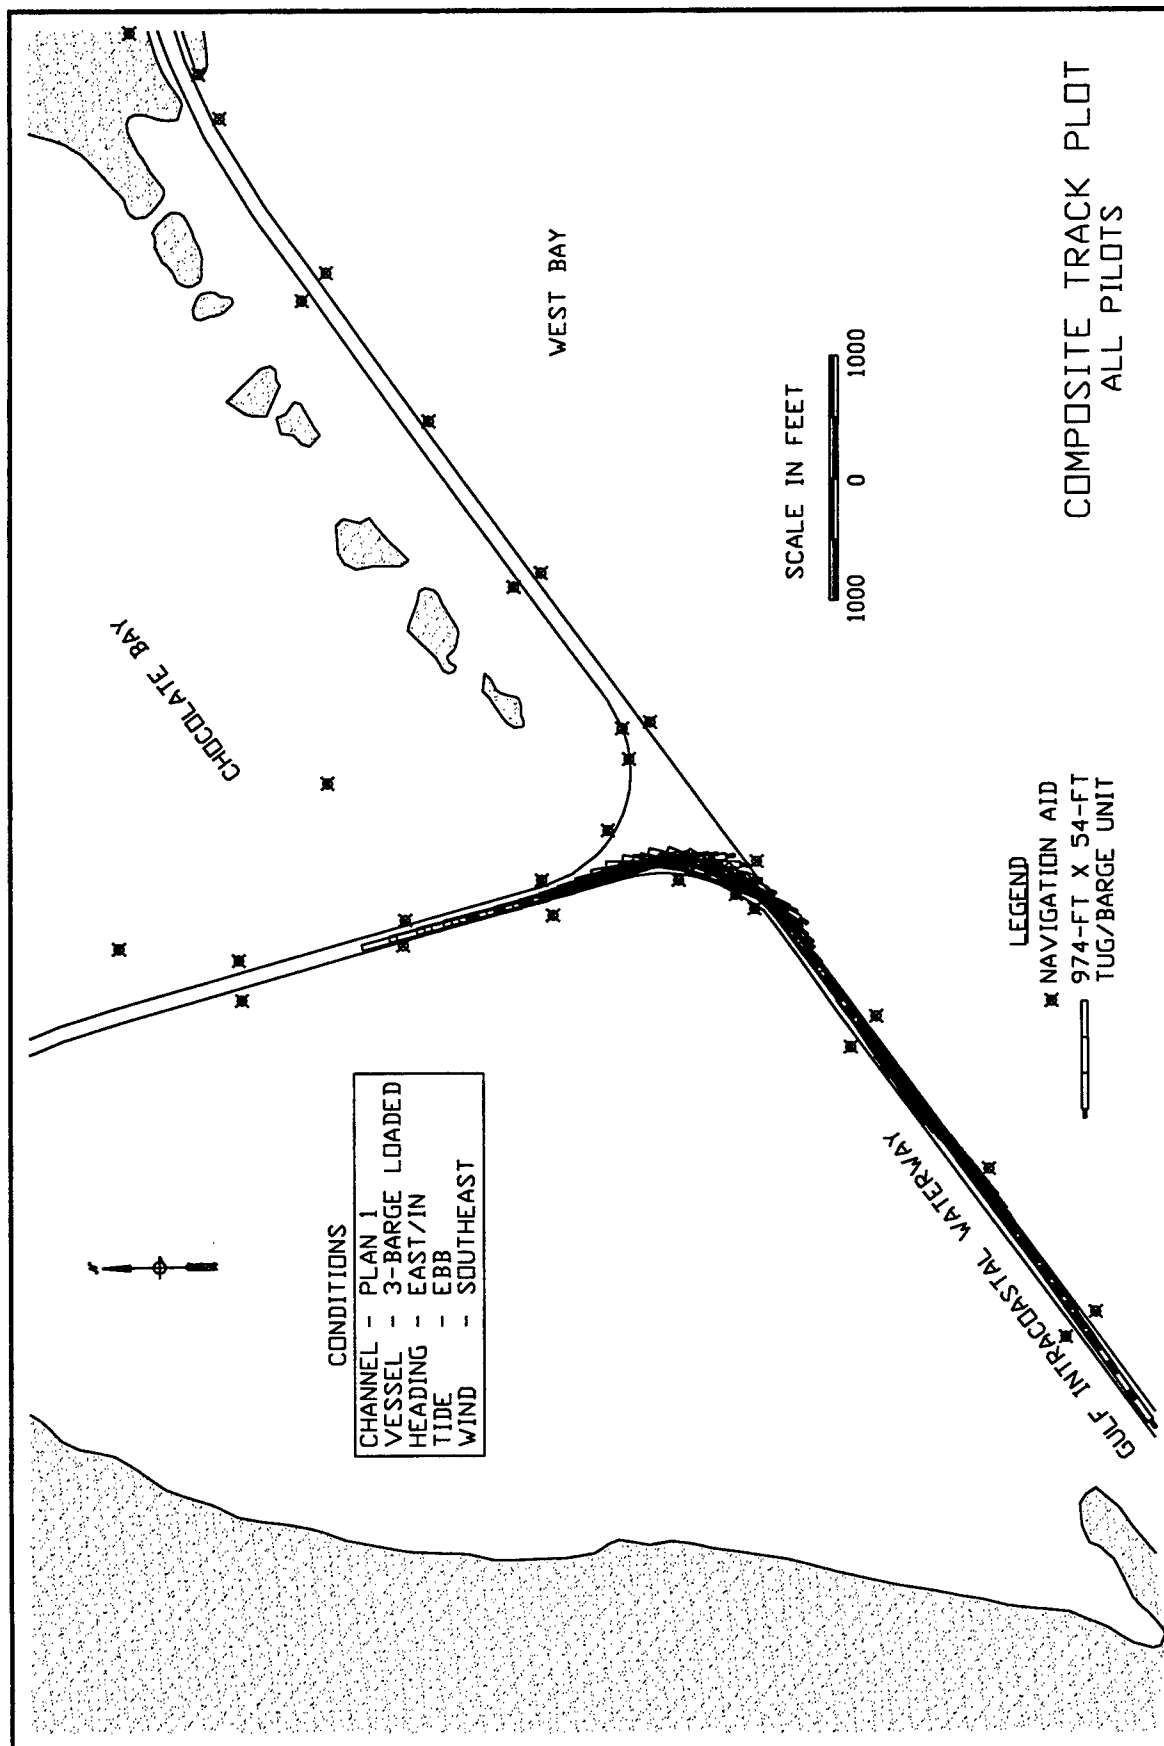 CHOCOLATE BAY
WEST BAY
GULF INTRACOASTAL WATERWAY
N
CONDITIONS
CHANNEL - PLAN 1
VESSEL - 3-BARGE LOADED
HEADING - EAST/IN
TIDE - EBB
WIND - SOUTHEAST
SCALE IN FEET
1000 0 1000
LEGEND
NAVIGATION AID
974-FT X 54-FT
TUG/BARGE UNIT
COMPOSITE TRACK PLOT
ALL PILOTS